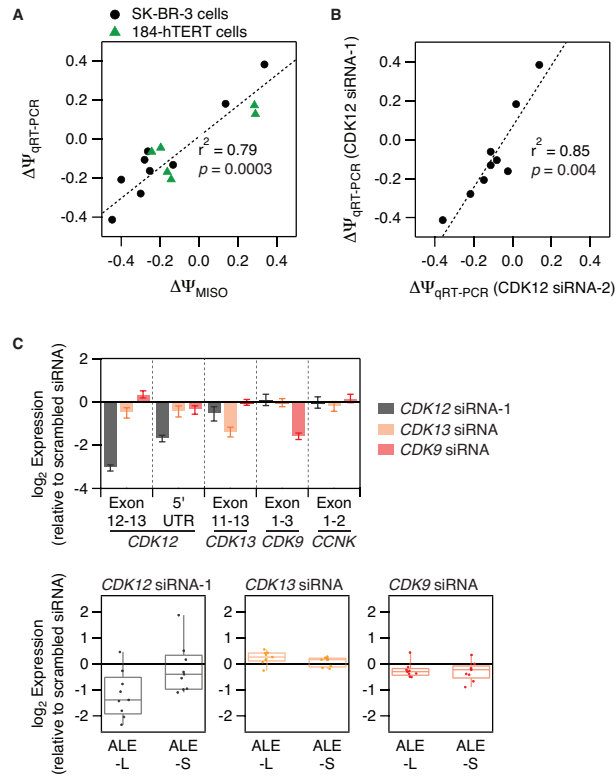 A
SK-BR-3 cells
184-hTERT cells
ΔΨqRT-PCR
0.4
0.2
0.0
-0.2
-0.4
r² = 0.79
p = 0.0003
-0.4 -0.2 0.0 0.2 0.4
ΔΨMISO
B
ΔΨqRT-PCR (CDK12 siRNA-1)
0.4
0.2
0.0
-0.2
-0.4
r² = 0.85
p = 0.004
-0.4 -0.2 0.0 0.2
ΔΨqRT-PCR (CDK12 siRNA-2)
C
log2 Expression
(relative to scrambled siRNA)
2
0
-2
-4
CDK12 siRNA-1
CDK13 siRNA
CDK9 siRNA
Exon 5' Exon Exon Exon
12-13 UTR 11-13 1-3 1-2
CDK12 CDK13 CDK9 CCNK
log2 Expression
(relative to scrambled siRNA)
CDK12 siRNA-1 CDK13 siRNA CDK9 siRNA
2 2 2
1 1 1
0 0 0
-1 -1 -1
-2 -2 -2
ALE ALE ALE ALE ALE ALE
-L -S -L -S -L -S